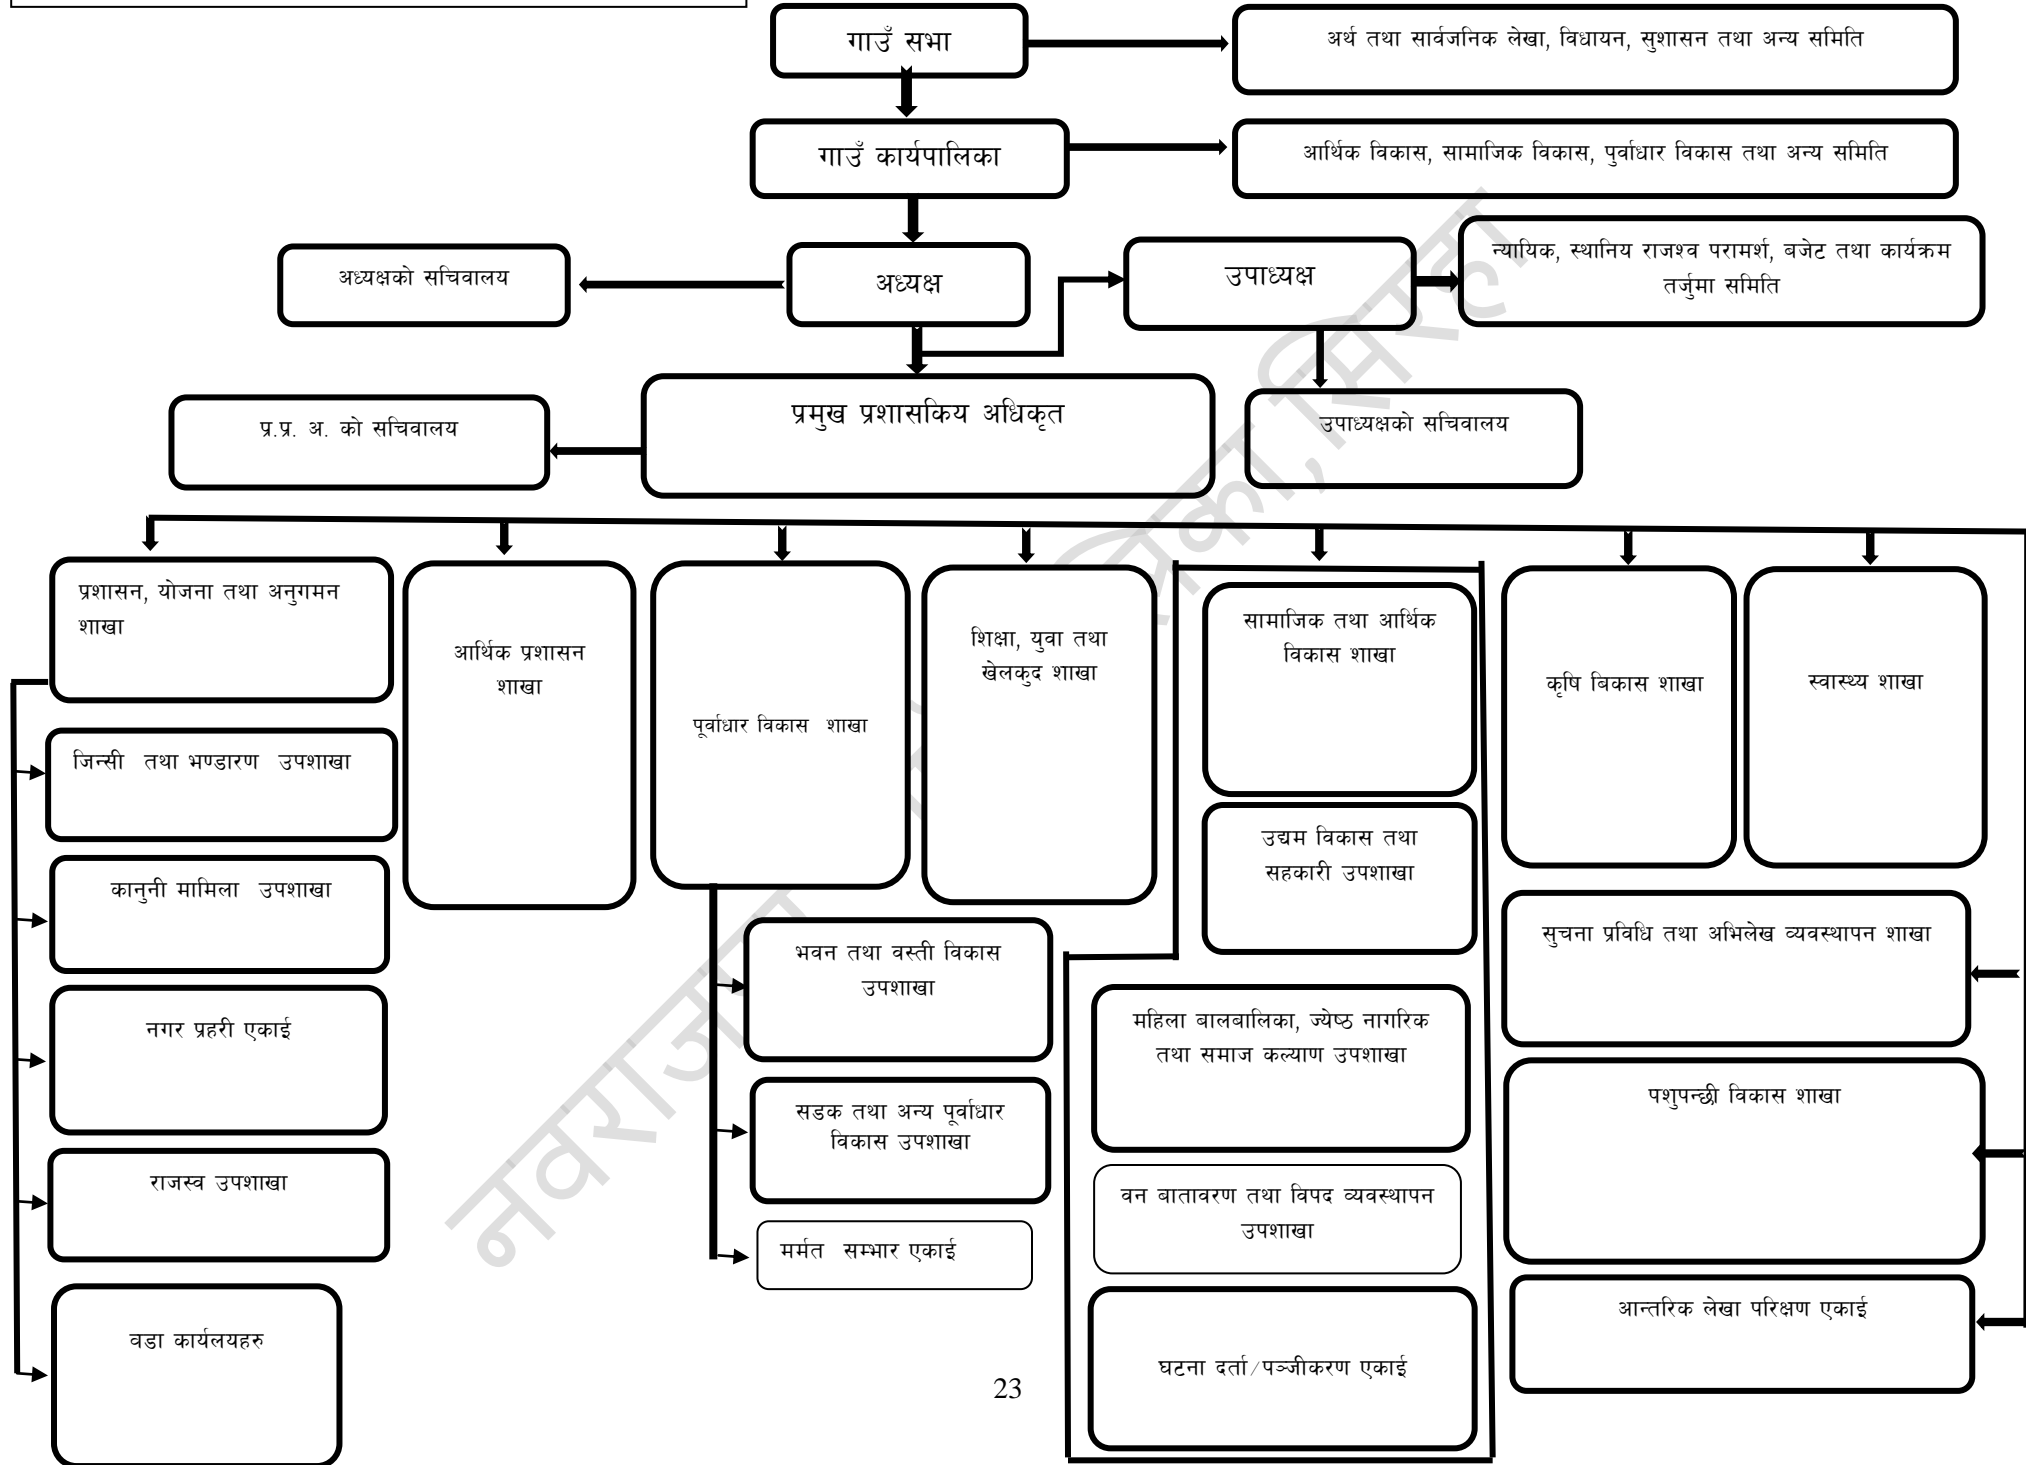 गाउँ सभा
अर्थ तथा सार्वजनिक लेखा, विधायन, सुशासन तथा अन्य समिति
गाउँ कार्यपालिका
आर्थिक विकास, सामाजिक विकास, पुर्वाधार विकास तथा अन्य समिति
अध्यक्षको सचिवालय
अध्यक्ष
उपाध्यक्ष
न्यायिक, स्थानिय राजश्व परामर्श, बजेट तथा कार्यक्रम
तर्जुमा समिति
प्र.प्र. अ. को सचिवालय
प्रमुख प्रशासकिय अधिकृत
उपाध्यक्षको सचिवालय
प्रशासन, योजना तथा अनुगमन
शाखा
आर्थिक प्रशासन
शाखा
पूर्वाधार विकास शाखा
शिक्षा, युवा तथा
खेलकुद शाखा
सामाजिक तथा आर्थिक
विकास शाखा
कृषि बिकास शाखा
स्वास्थ्य शाखा
जिन्सी तथा भण्डारण उपशाखा
कानुनी मामिला उपशाखा
नगर प्रहरी एकाई
राजस्व उपशाखा
वडा कार्यलयहरु
भवन तथा वस्ती विकास
उपशाखा
सडक तथा अन्य पूर्वाधार
विकास उपशाखा
मर्मत सम्भार एकाई
उद्यम विकास तथा
सहकारी उपशाखा
महिला बालबालिका, ज्येष्ठ नागरिक
तथा समाज कल्याण उपशाखा
वन बातावरण तथा विपद व्यवस्थापन
उपशाखा
घटना दर्ता/पञ्जीकरण एकाई
सुचना प्रविधि तथा अभिलेख व्यवस्थापन शाखा
पशुपन्छी विकास शाखा
आन्तरिक लेखा परिक्षण एकाई
23